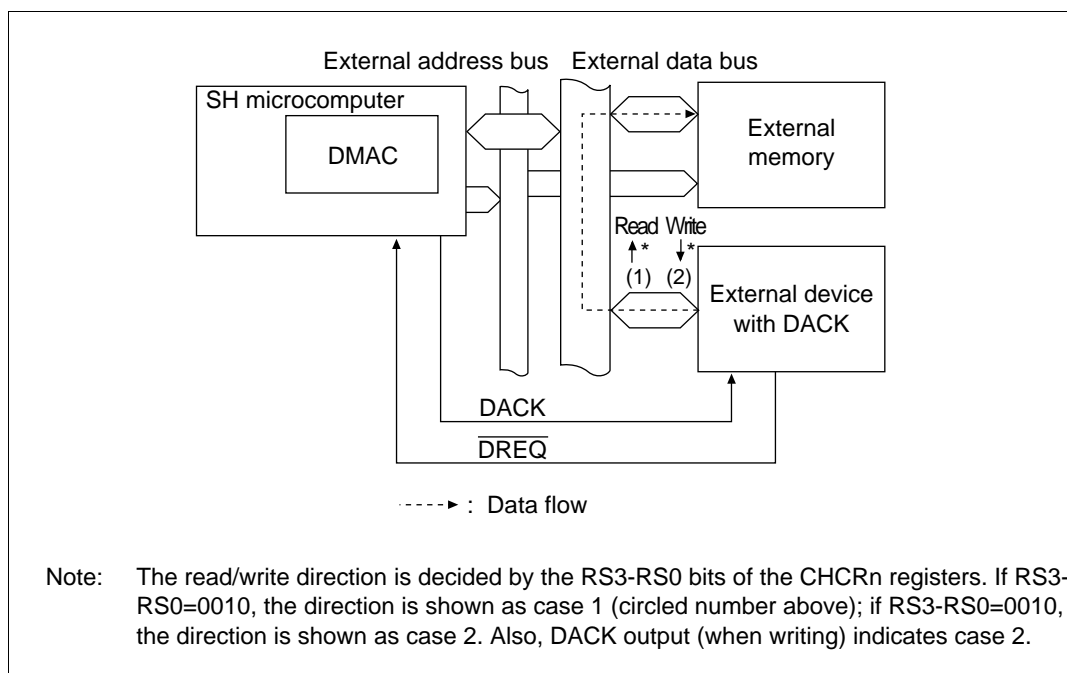 External address bus
External data bus
SH microcomputer
DMAC
External
memory
Read Write
* *
(1) (2)
External device
with DACK
DACK
DREQ
: Data flow
Note: The read/write direction is decided by the RS3-RS0 bits of the CHCRn registers. If RS3-
RS0=0010, the direction is shown as case 1 (circled number above); if RS3-RS0=0010,
the direction is shown as case 2. Also, DACK output (when writing) indicates case 2.